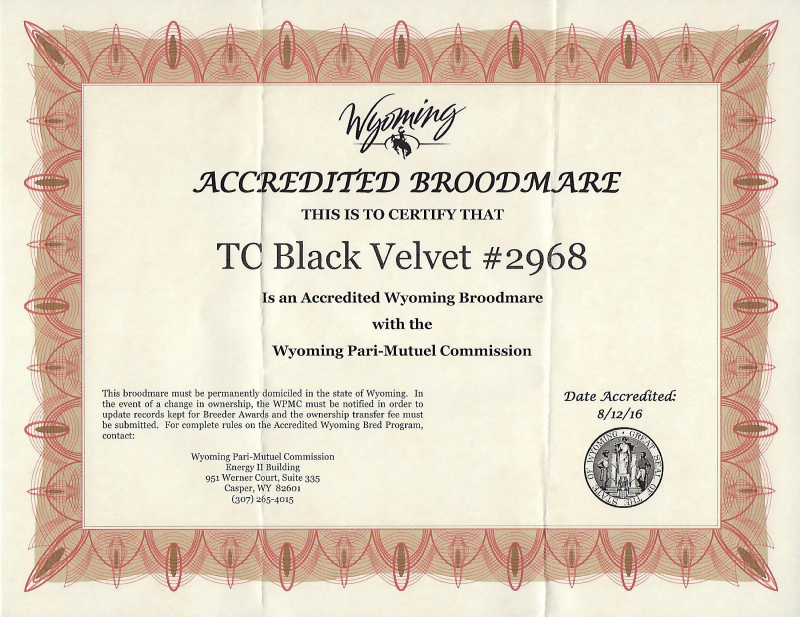 Wyoming
ACCREDITED BROODMARE
THIS IS TO CERTIFY THAT
TC Black Velvet #2968
Is an Accredited Wyoming Broodmare
with the
Wyoming Pari-Mutuel Commission
This broodmare must be permanently domiciled in the state of Wyoming. In
the event of a change in ownership, the WPMC must be notified in order to
update records kept for Breeder Awards and the ownership transfer fee must
be submitted. For complete rules on the Accredited Wyoming Bred Program,
contact:
Wyoming Pari-Mutuel Commission
Energy II Building
951 Werner Court, Suite 335
Casper, WY 82601
(307) 265-4015
Date Accredited:
8/12/16
GREAT SEAL OF THE STATE OF WYOMING